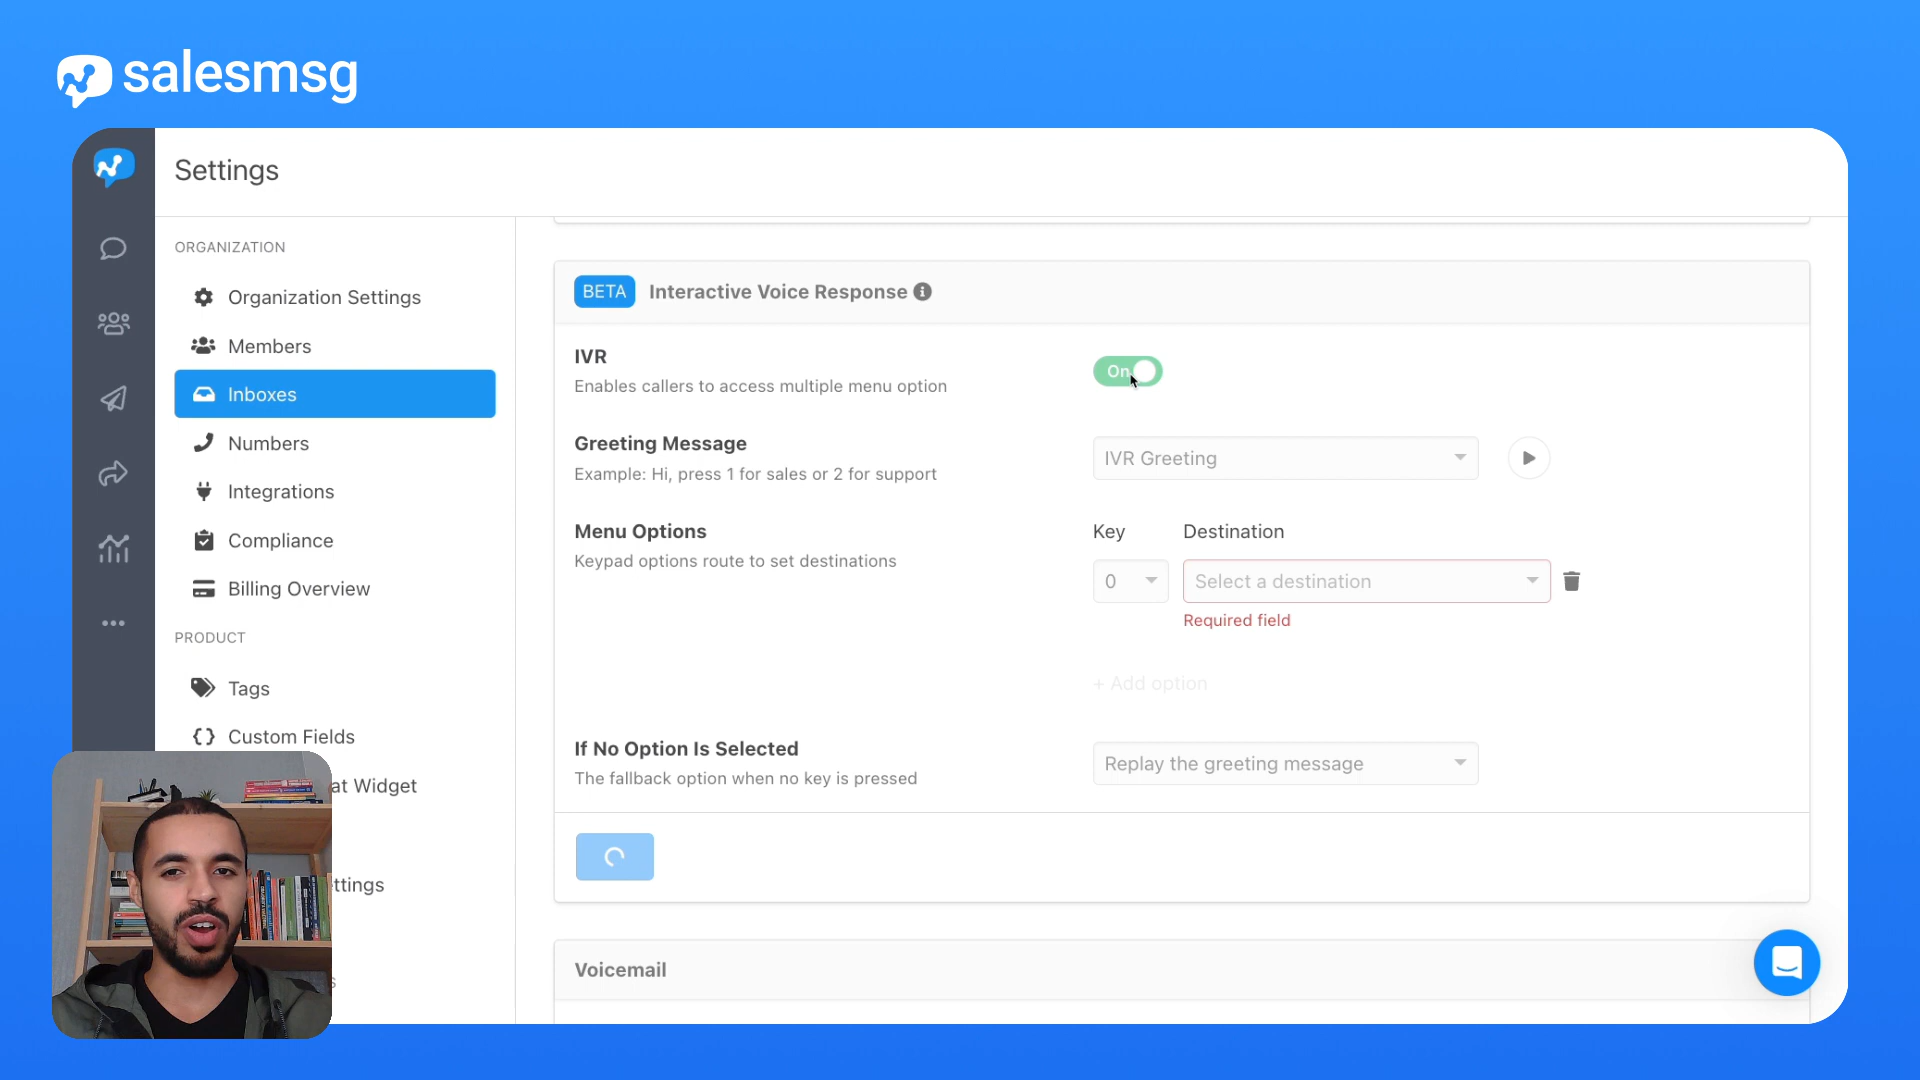 salesmsg
Settings
ORGANIZATION
Organization Settings
Members
Inboxes
Numbers
Integrations
Compliance
Billing Overview
PRODUCT
Tags
Custom Fields
at Widget
ttings
s
BETA Interactive Voice Response
IVR
Enables callers to access multiple menu option
On
Greeting Message
Example: Hi, press 1 for sales or 2 for support
IVR Greeting
Menu Options
Keypad options route to set destinations
Key Destination
0 Select a destination
Required field
+ Add option
If No Option Is Selected
The fallback option when no key is pressed
Replay the greeting message
Voicemail